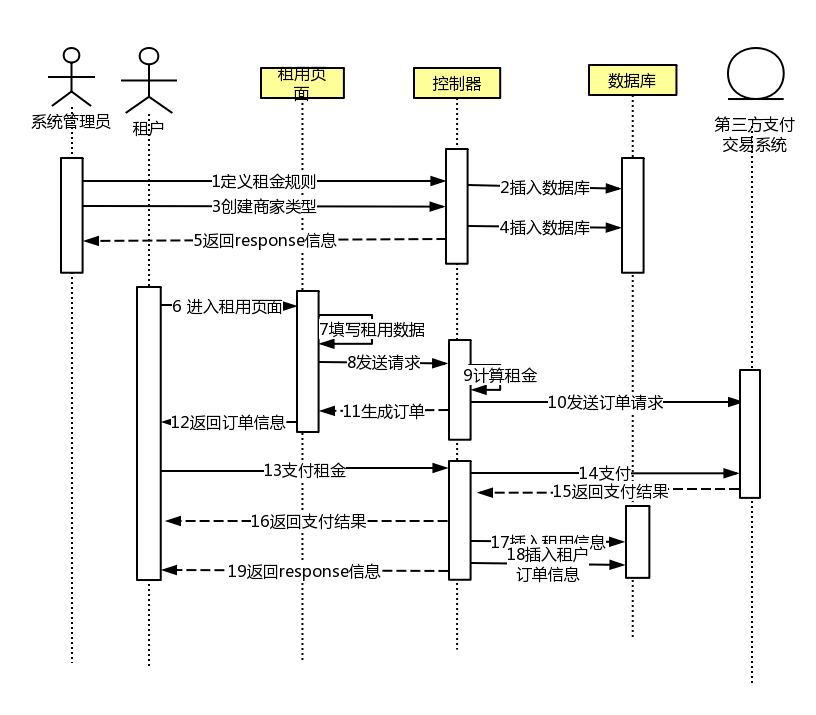 租用页
面
控制器
数据库
系统管理员
租户
第三方支付
交易系统
1定义租金规则
2插入数据库
3创建商家类型
4插入数据库
5返回response信息
6 进入租用页面
7填写租用数据
8发送请求
9计算租金
10发送订单请求
11生成订单
12返回订单信息
13支付租金
14支付
15返回支付结果
16返回支付结果
17插入租用信息
18插入租户
订单信息
19返回response信息